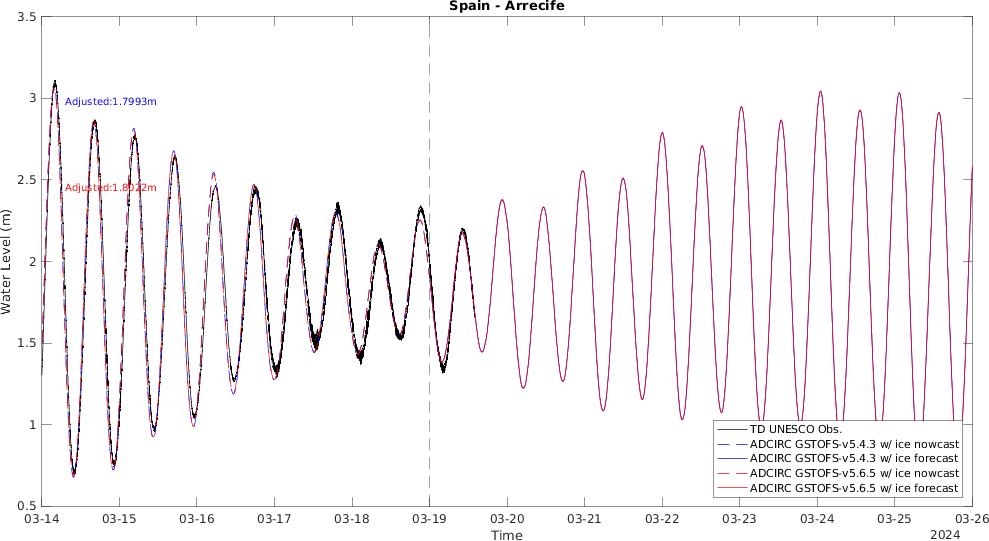 Spain - Arrecife
3.5
3
2.5
2
1.5
1
0.5
Water Level (m)
Adjusted:1.7993m
Adjusted:1.8022m
TD UNESCO Obs.
ADCIRC GSTOFS-v5.4.3 w/ ice nowcast
ADCIRC GSTOFS-v5.4.3 w/ ice forecast
ADCIRC GSTOFS-v5.6.5 w/ ice nowcast
ADCIRC GSTOFS-v5.6.5 w/ ice forecast
03-14 03-15 03-16 03-17 03-18 03-19 03-20 03-21 03-22 03-23 03-24 03-25 03-26
Time
2024